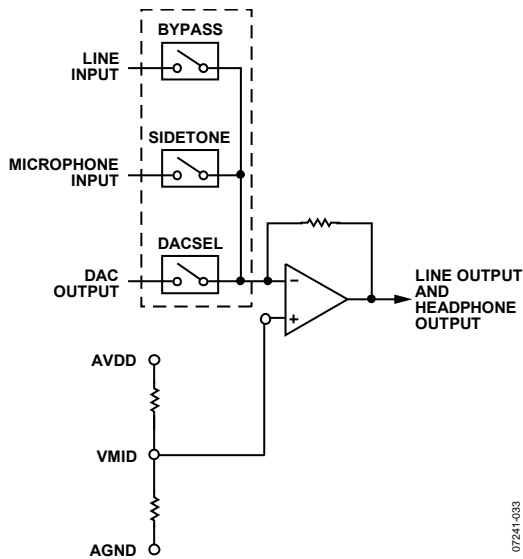 BYPASS
LINE
INPUT
SIDETONE
MICROPHONE
INPUT
DACSEL
DAC
OUTPUT
−
+
LINE OUTPUT
AND
HEADPHONE
OUTPUT
AVDD
VMID
AGND
07241-033